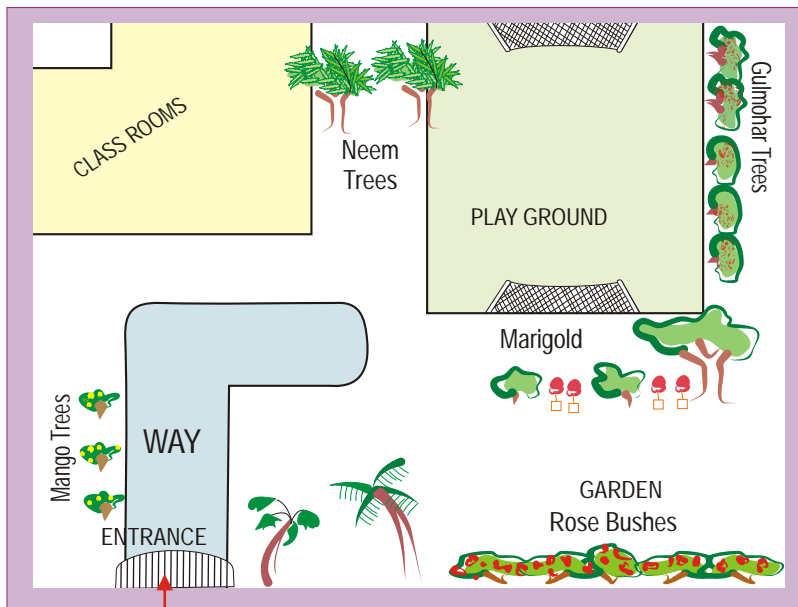 CLASS ROOMS
Neem
Trees
PLAY GROUND
Gulmohar Trees
Marigold
Mango Trees
WAY
ENTRANCE
GARDEN
Rose Bushes